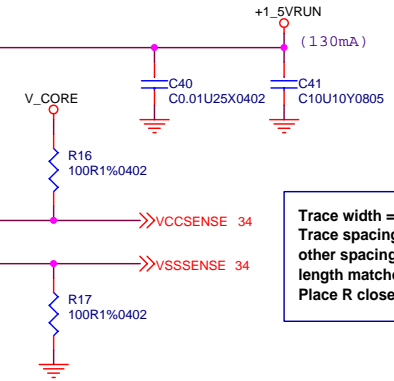 +1_5VRUN
(130mA)
C40
C0.01U25X0402
C41
C10U10Y0805
V_CORE
R16
100R1%0402
VCCSENSE 34
VSSSENSE 34
R17
100R1%0402
Trace width =
Trace spacing
other spacing
length matche
Place R close